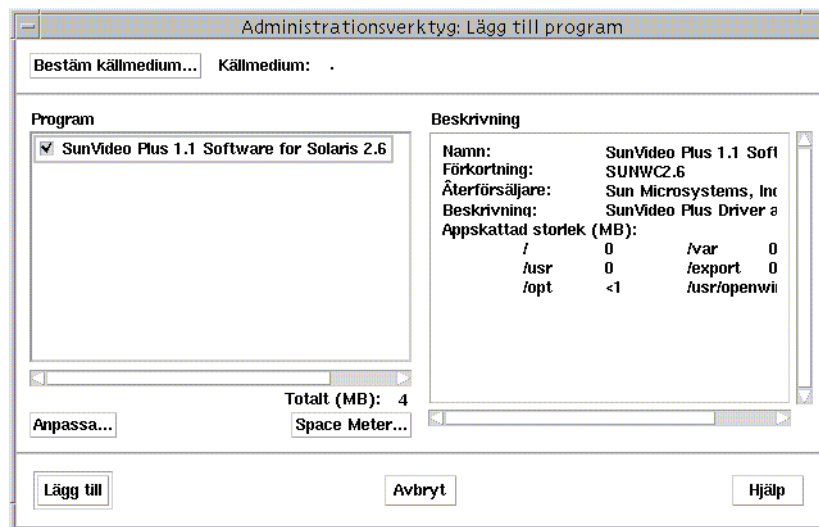 Administrationsverktyg: Lägg till program
Bestäm källmedium... Källmedium: .
Program
SunVideo Plus 1.1 Software for Solaris 2.6
Totalt (MB): 4
Anpassa... Space Meter...
Beskrivning
Namn: SunVideo Plus 1.1 Soft
Förkortning: SUNWC2.6
Återförsäljare: Sun Microsystems, Inc
Beskrivning: SunVideo Plus Driver a
Appskattad storlek (MB):
/ 0 /var 0
/usr 0 /export 0
/opt <1 /usr/openwi
Lägg till Avbryt Hjälp